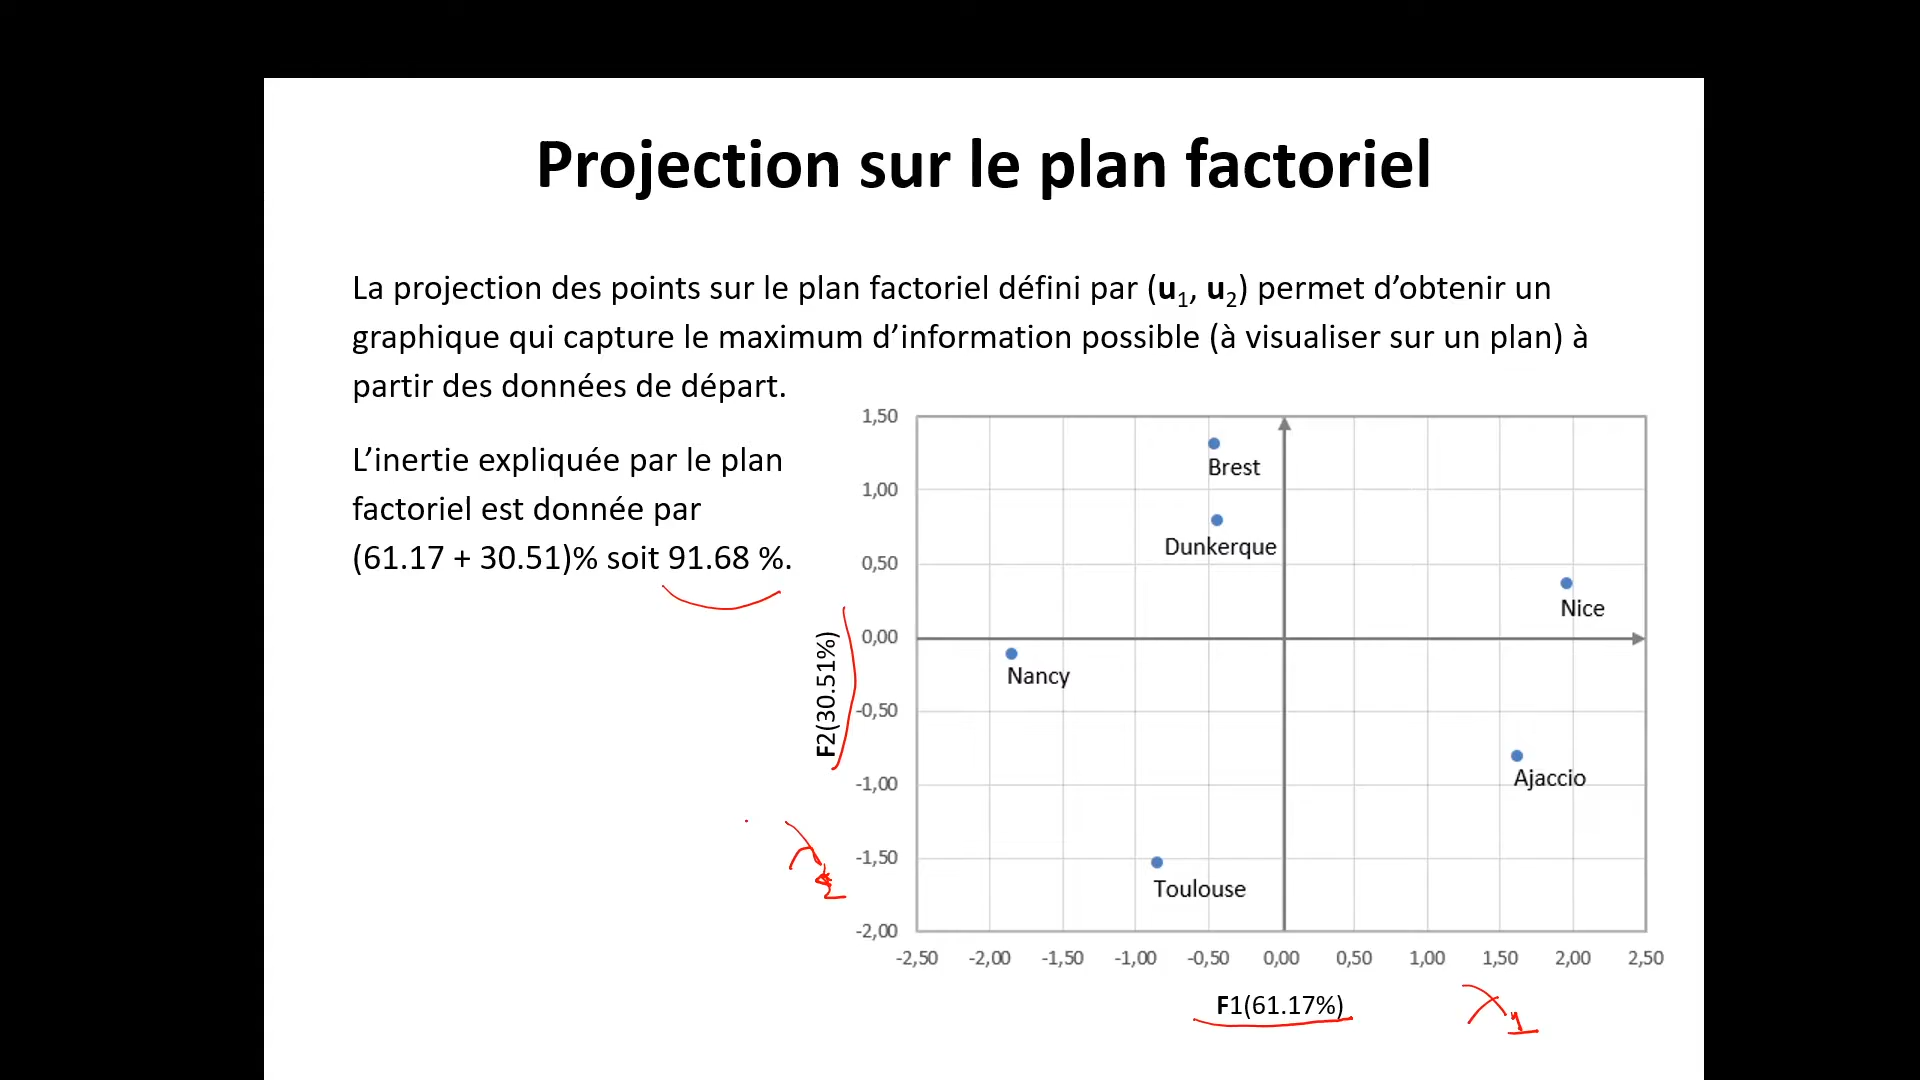 Projection sur le plan factoriel
La projection des points sur le plan factoriel défini par (u1, u2) permet d’obtenir un
graphique qui capture le maximum d’information possible (à visualiser sur un plan) à
partir des données de départ.
L’inertie expliquée par le plan
factoriel est donnée par
(61.17 + 30.51)% soit 91.68 %.
F2(30.51%)
1,50
1,00
0,50
0,00
-0,50
-1,00
-1,50
-2,00
Brest
Dunkerque
Nice
Nancy
Ajaccio
Toulouse
-2,50 -2,00 -1,50 -1,00 -0,50 0,00 0,50 1,00 1,50 2,00 2,50
F1(61.17%)
λ2
λ1